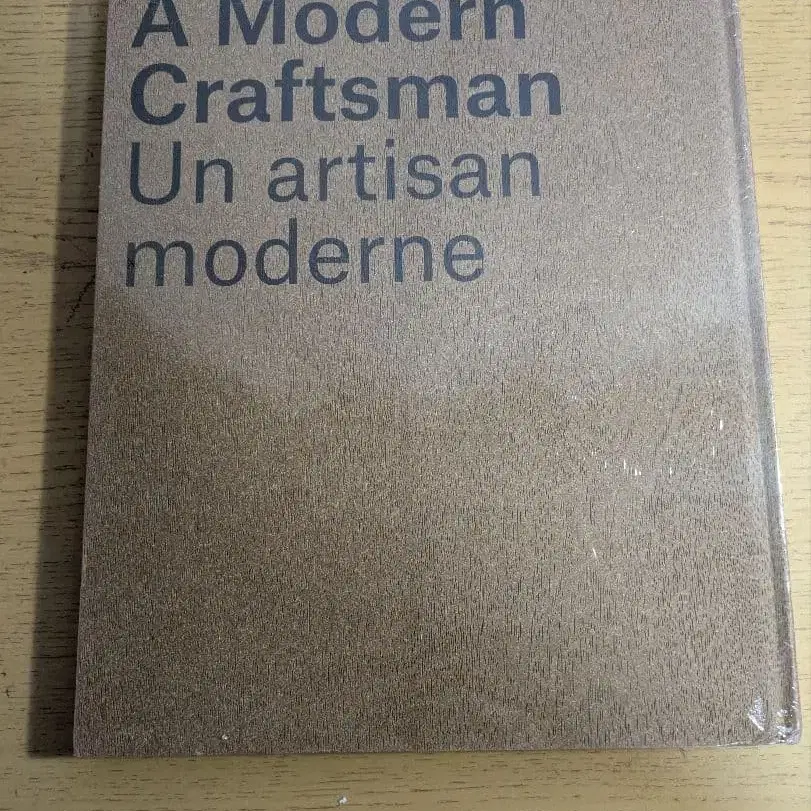 A Modern
Craftsman
Un artisan
moderne